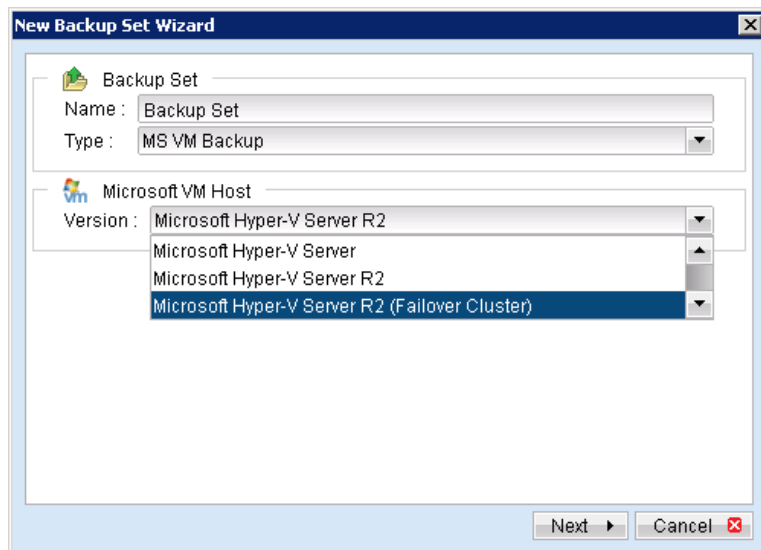 New Backup Set Wizard
Backup Set
Name : Backup Set
Type : MS VM Backup
vm Microsoft VM Host
Version : Microsoft Hyper-V Server R2
Microsoft Hyper-V Server
Microsoft Hyper-V Server R2
Microsoft Hyper-V Server R2 (Failover Cluster)
Next Cancel